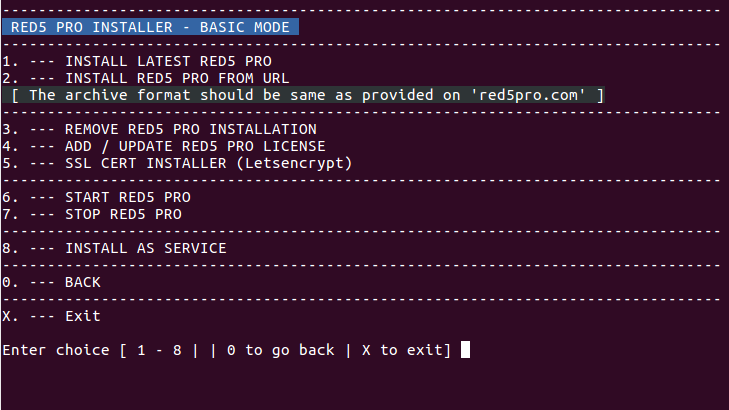 --------------------------------------------------------------------------------
RED5 PRO INSTALLER - BASIC MODE
--------------------------------------------------------------------------------
1. --- INSTALL LATEST RED5 PRO
2. --- INSTALL RED5 PRO FROM URL
[ The archive format should be same as provided on 'red5pro.com' ]
--------------------------------------------------------------------------------
3. --- REMOVE RED5 PRO INSTALLATION
4. --- ADD / UPDATE RED5 PRO LICENSE
5. --- SSL CERT INSTALLER (Letsencrypt)
--------------------------------------------------------------------------------
6. --- START RED5 PRO
7. --- STOP RED5 PRO
--------------------------------------------------------------------------------
8. --- INSTALL AS SERVICE
--------------------------------------------------------------------------------
0. --- BACK
--------------------------------------------------------------------------------
X. --- Exit
Enter choice [ 1 - 8 | | 0 to go back | X to exit]